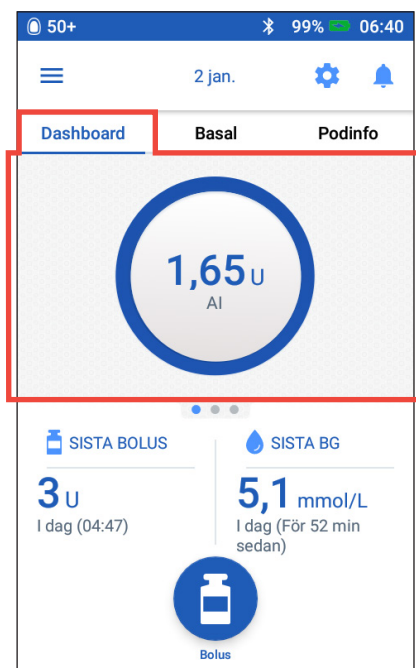 50+ 99% 06:40
2 jan.
Dashboard Basal Podinfo
1,65 U
AI
SISTA BOLUS SISTA BG
3 U 5,1 mmol/L
I dag (04:47) I dag (För 52 min
sedan)
Bolus